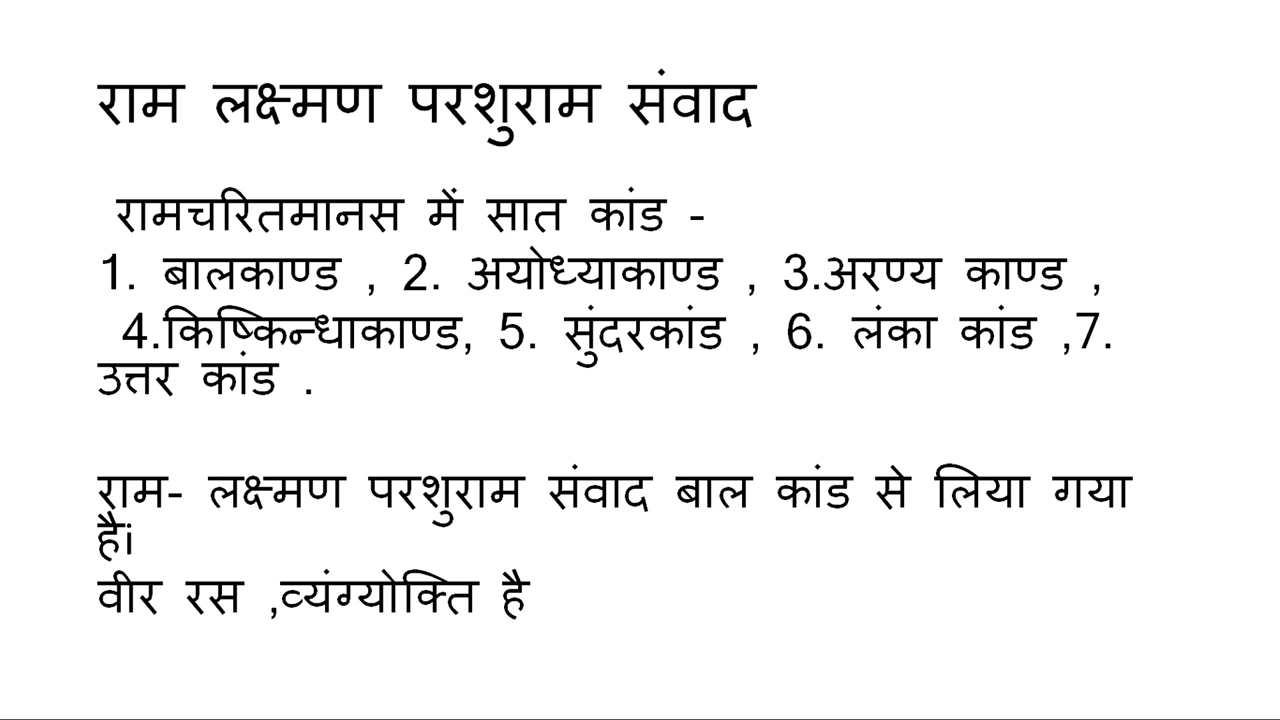 राम लक्ष्मण परशुराम संवाद
रामचरितमानस में सात कांड -
1. बालकाण्ड , 2. अयोध्याकाण्ड , 3.अरण्य काण्ड ,
4.किष्किन्धाकाण्ड, 5. सुंदरकांड , 6. लंका कांड ,7.
उत्तर कांड .
राम- लक्ष्मण परशुराम संवाद बाल कांड से लिया गया
हैi
वीर रस ,व्यंग्योक्ति है